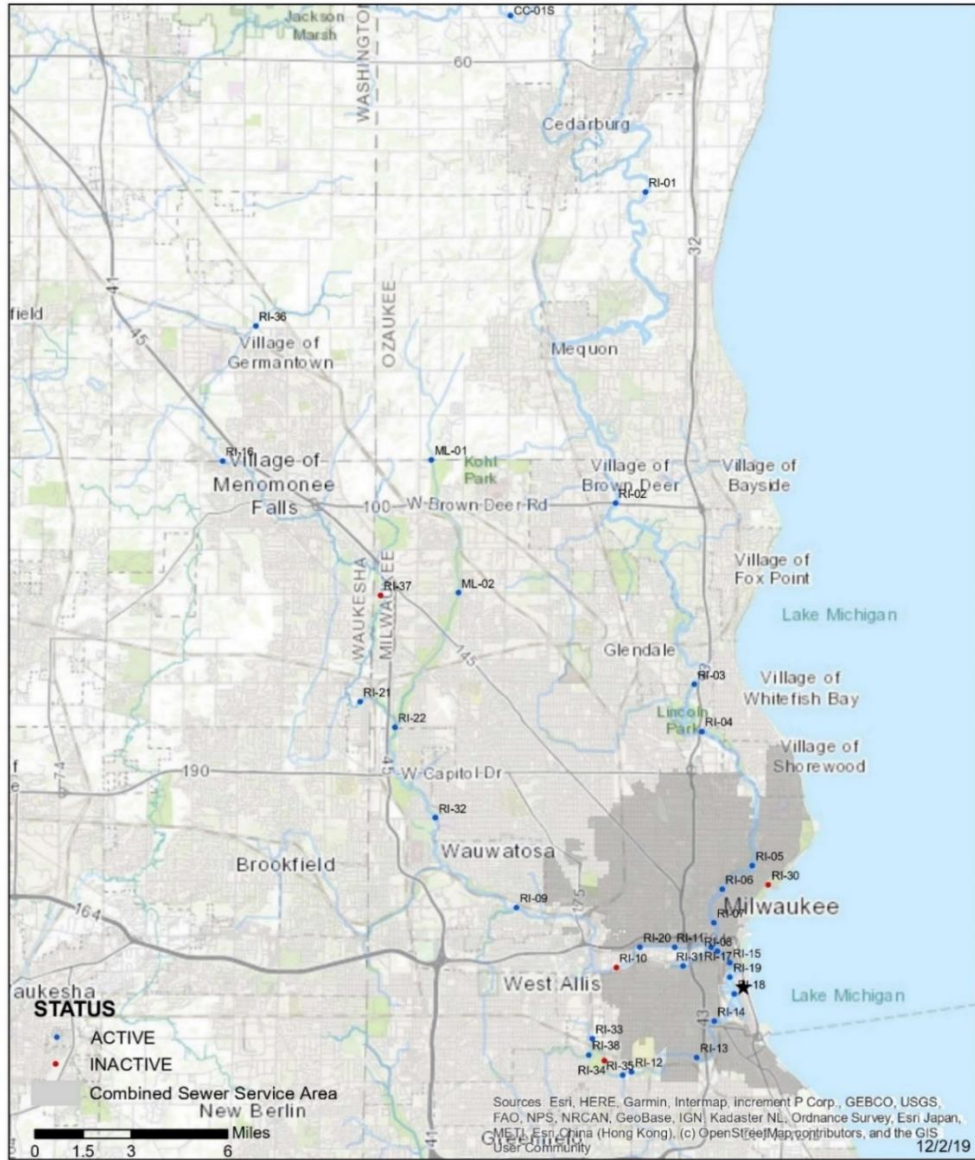 CC-01S
Jackson
Marsh
WASHINGTON
60
Cedarburg
RI-01
32
41
OZAUKEE
field
RI-36
45
Village of
Germantown
Mequon
RI-16
Village of
Menomonee
Falls
ML-01
Kohl
Park
Village of
Brown Deer
Village of
Bayside
RI-02
100
W Brown Deer Rd
Village of
Fox Point
WAUKESHA
MILWAUKEE
RI-37
ML-02
Lake Michigan
145
Glendale
RI-03
43
Village of
Whitefish Bay
RI-21
RI-22
Lincoln
Park
RI-04
Village of
Shorewood
74
190
45
W Capitol Dr
RI-32
Wauwatosa
Brookfield
RI-05
RI-30
RI-06
Milwaukee
175
RI-09
RI-07
164
RI-20
RI-11
RI-08
RI-10
RI-31
RI-17
RI-15
West Allis
RI-19
RI-18
aukesha
Lake Michigan
STATUS
ACTIVE
INACTIVE
Combined Sewer Service Area
43
RI-14
RI-33
RI-38
RI-34
RI-35
RI-12
RI-13
New Berlin
41
Greenfield
Miles
0 1.5 3 6
Sources: Esri, HERE, Garmin, Intermap, increment P Corp., GEBCO, USGS,
FAO, NPS, NRCAN, GeoBase, IGN, Kadaster NL, Ordnance Survey, Esri Japan,
METI, Esri China (Hong Kong), (c) OpenStreetMap contributors, and the GIS
User Community
12/2/19